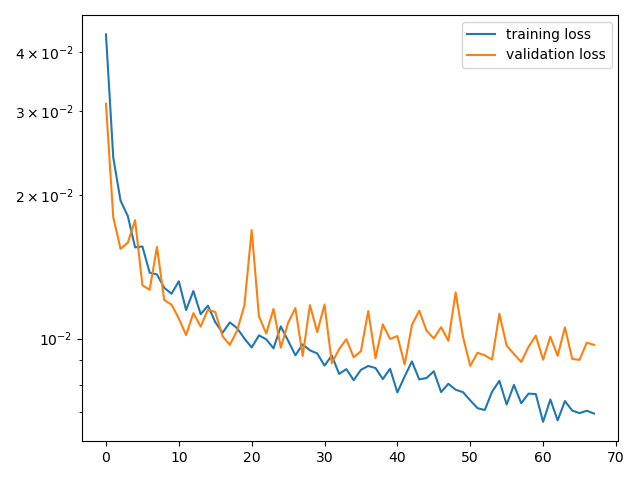 training loss
validation loss
4 × 10⁻²
3 × 10⁻²
2 × 10⁻²
10⁻²
0 10 20 30 40 50 60 70